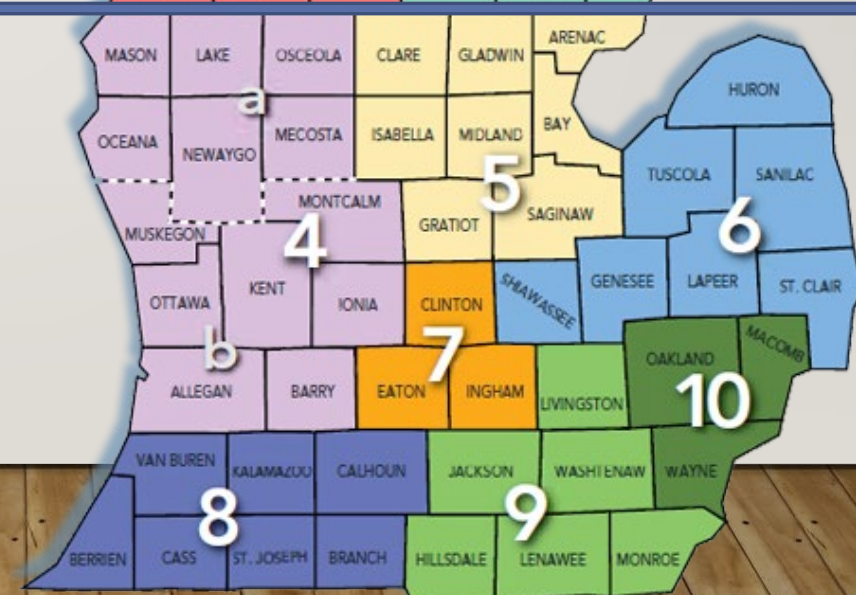 MASON LAKE OSCEOLA CLARE GLADWIN ARENAC
HURON
a
OCEANA NEWAYGO MECOSTA ISABELLA MIDLAND BAY
5
TUSCOLA SANILAC
MONTCALM
GRATIOT SAGINAW
MUSKEGON 4 6
OTTAWA KENT IONIA CLINTON SHIAWASSEE GENESEE LAPEER ST. CLAIR
b 7
OAKLAND MACOMB
ALLEGAN BARRY EATON INGHAM LIVINGSTON 10
VAN BUREN KALAMAZOO CALHOUN JACKSON WASHTENAW WAYNE
8 9
BERRIEN CASS ST. JOSEPH BRANCH HILLSDALE LENAWEE MONROE